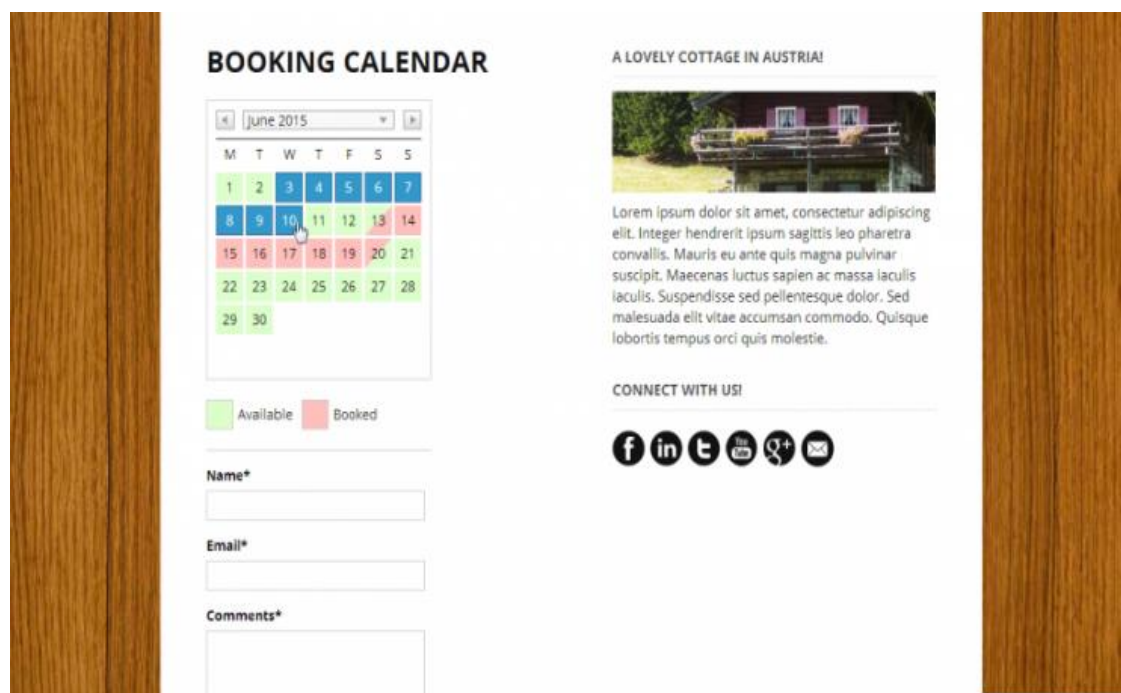 BOOKING CALENDAR
June 2015
M T W T F S S
1 2 3 4 5 6 7
8 9 10 11 12 13 14
15 16 17 18 19 20 21
22 23 24 25 26 27 28
29 30
Available Booked
Name*
Email*
Comments*
A LOVELY COTTAGE IN AUSTRIA!
Lorem ipsum dolor sit amet, consectetur adipiscing
elit. Integer hendrerit ipsum sagittis leo pharetra
convallis. Mauris eu ante quis magna pulvinar
suscipit. Maecenas luctus sapien ac massa iaculis
iaculis. Suspendisse sed pellentesque dolor. Sed
malesuada elit vitae accumsan commodo. Quisque
lobortis tempus orci quis molestie.
CONNECT WITH US!
f in t You Tube g+